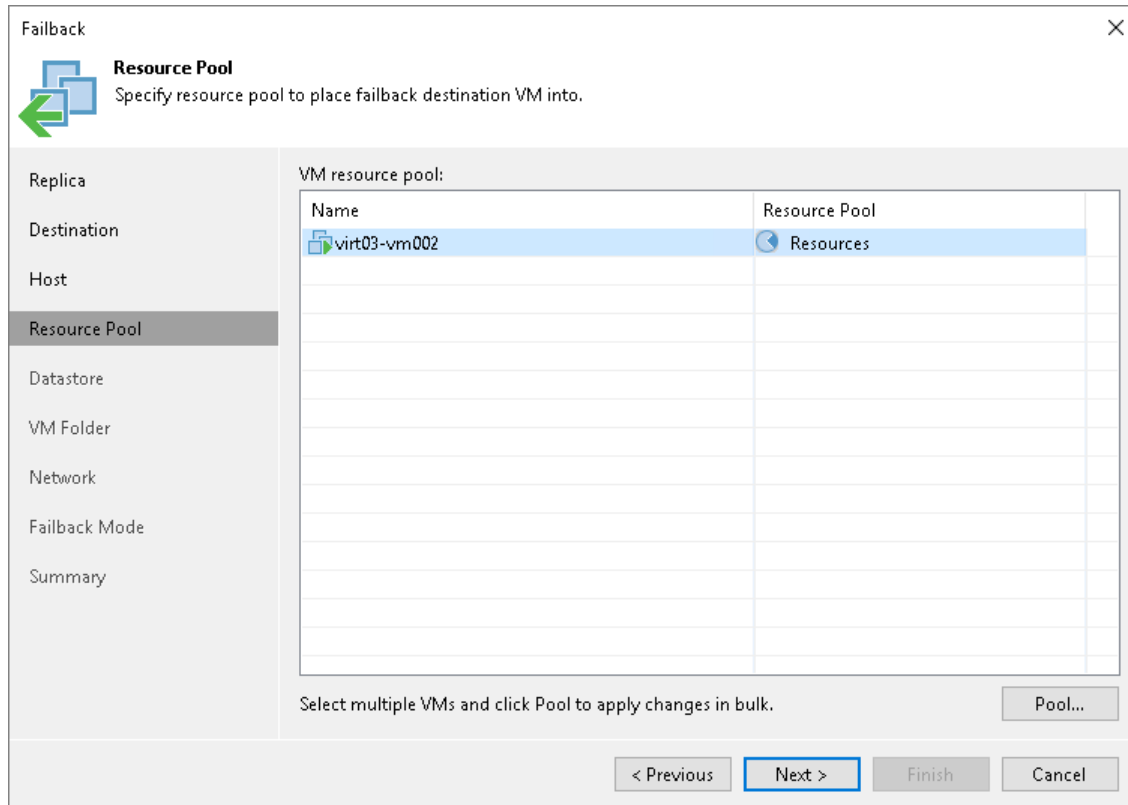 Failback
Resource Pool
Specify resource pool to place failback destination VM into.
Replica
Destination
Host
Resource Pool
Datastore
VM Folder
Network
Failback Mode
Summary
VM resource pool:
Name Resource Pool
virt03-vm002 Resources
Select multiple VMs and click Pool to apply changes in bulk.
Pool...
< Previous Next > Finish Cancel